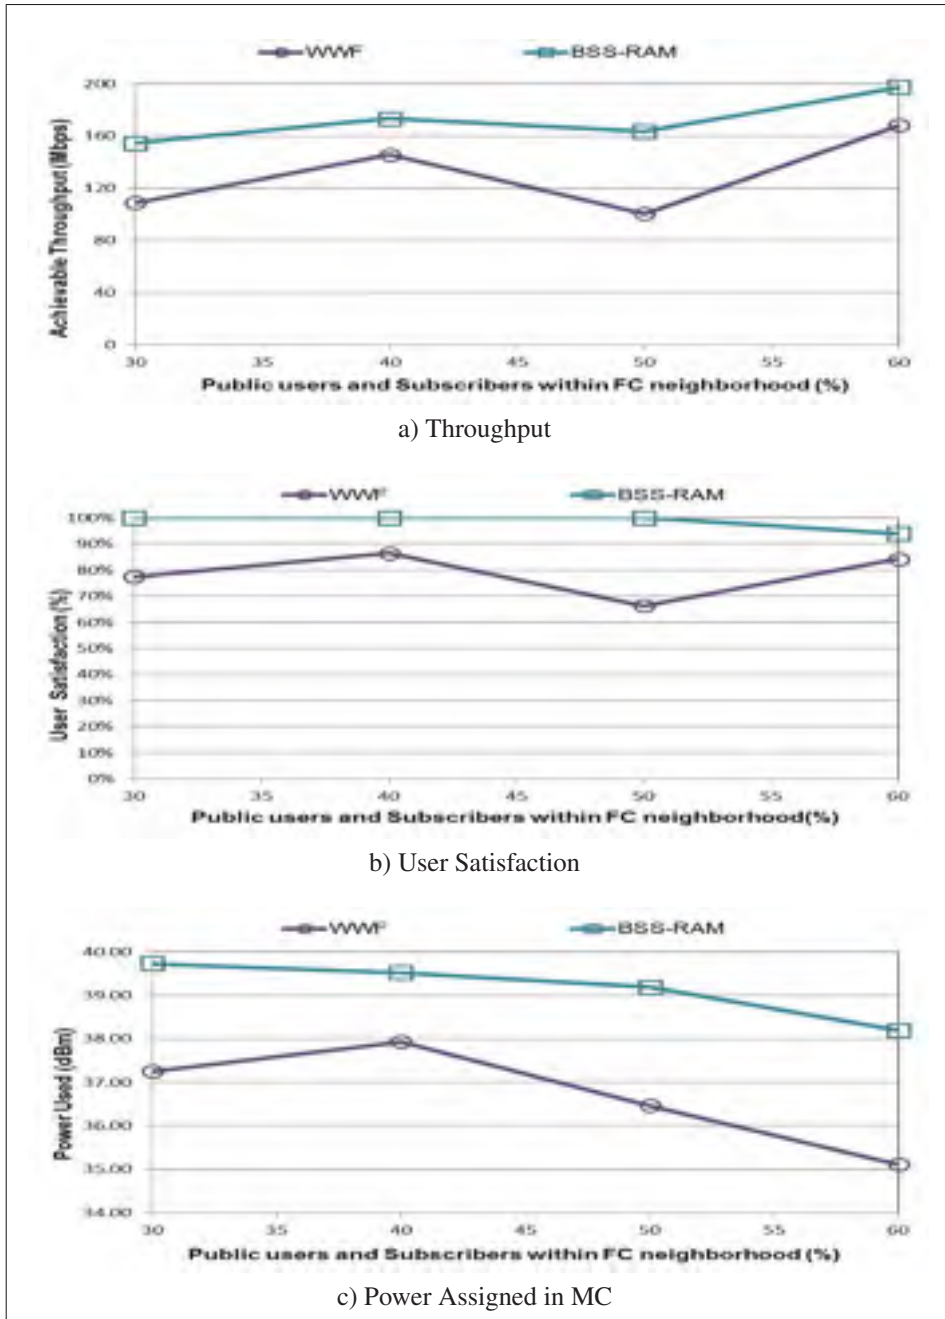 WWF BSS-RAM
200
160
120
80
40
0
Achievable Throughput (Mbps)
30 35 40 45 50 55 60
Public users and Subscribers within FC neighborhood (%)
a) Throughput
WWF BSS-RAM
100%
90%
80%
70%
60%
50%
40%
30%
20%
10%
0%
User Satisfaction (%)
30 35 40 45 50 55 60
Public users and Subscribers within FC neighborhood(%)
b) User Satisfaction
WWF BSS-RAM
40.00
39.00
38.00
37.00
36.00
35.00
34.00
Power Used (dBm)
30 35 40 45 50 55 60
Public users and Subscribers within FC neighborhood (%)
c) Power Assigned in MC